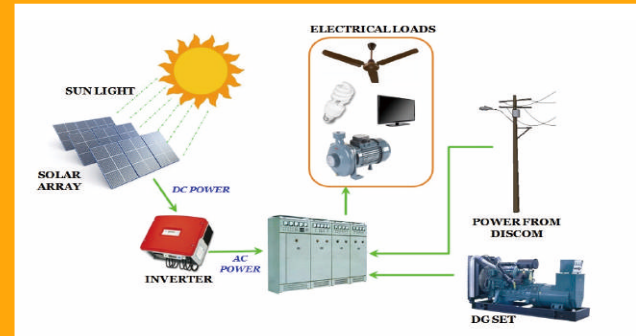 ELECTRICAL LOADS
SUN LIGHT
SOLAR
ARRAY
DC POWER
INVERTER
AC
POWER
POWER FROM
DISCOM
DG SET